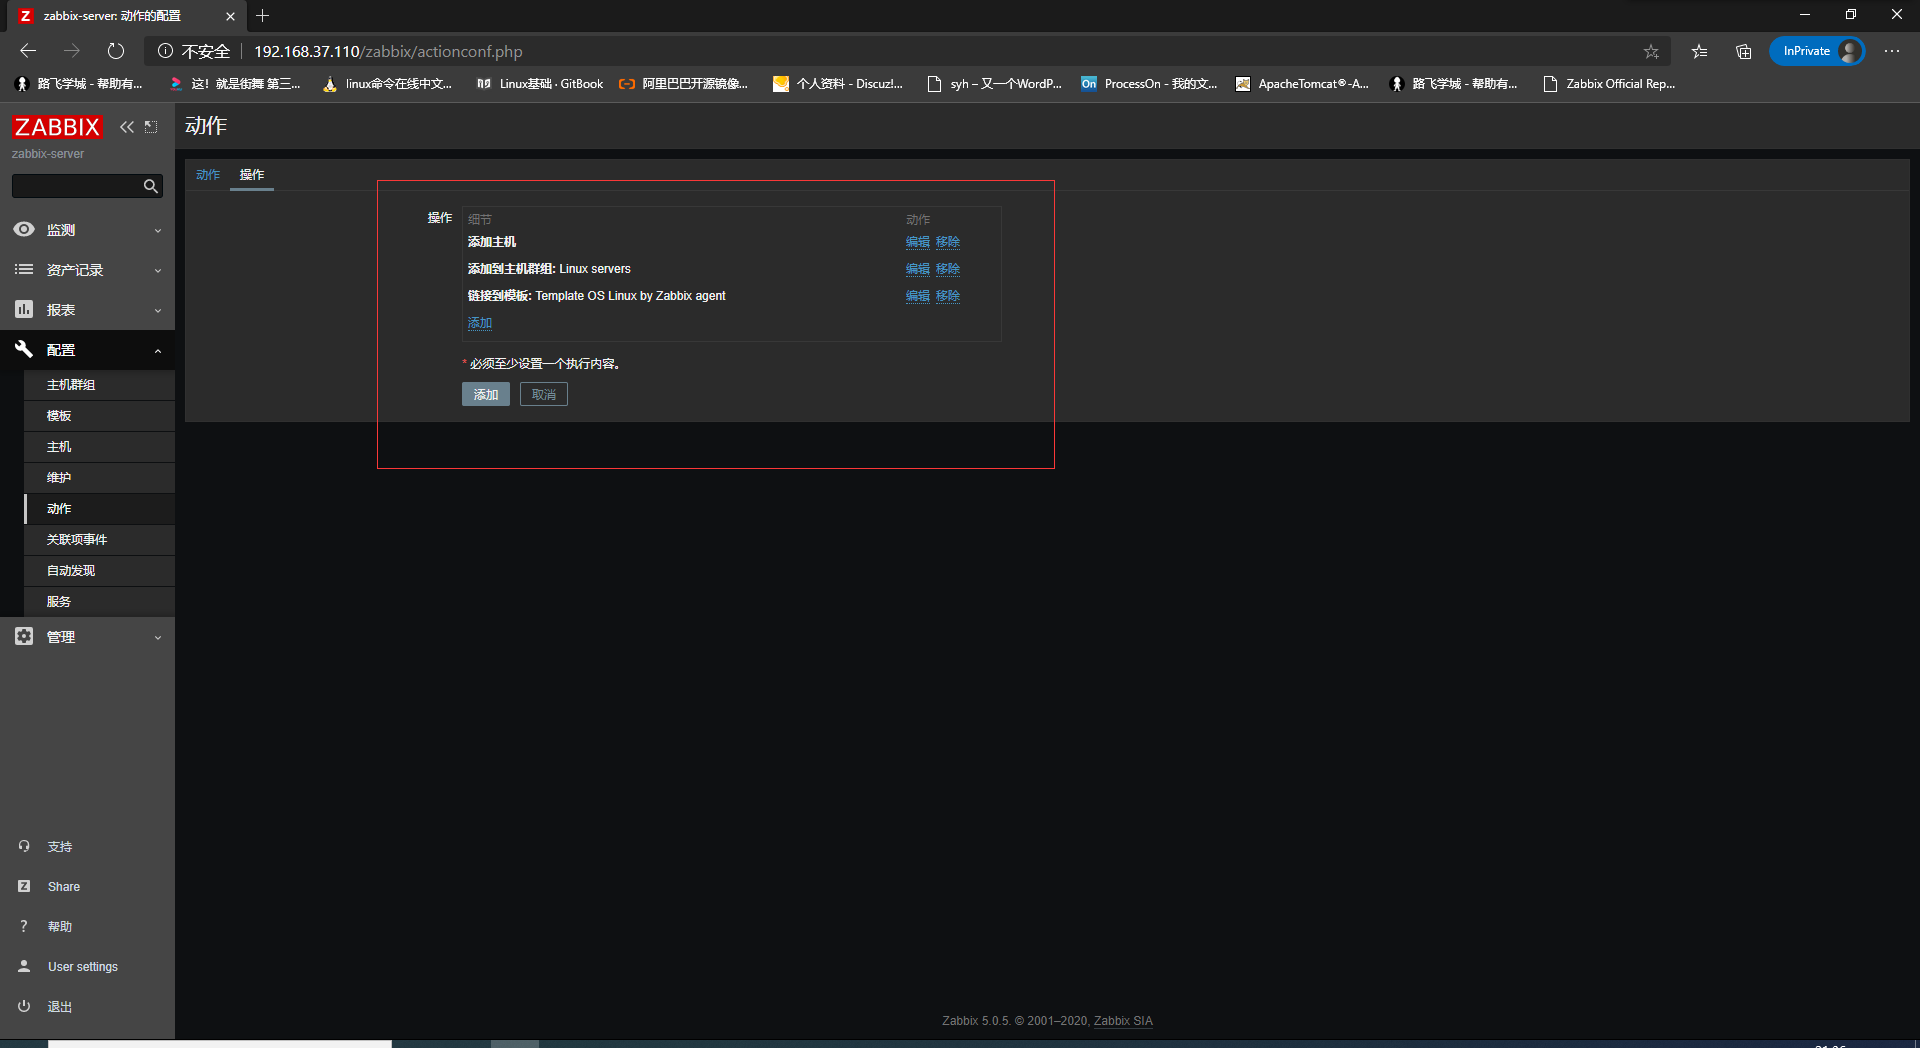 zabbix-server: 动作的配置
不安全
192.168.37.110/zabbix/actionconf.php
InPrivate
路飞学城 - 帮助有...
这！就是街舞 第三...
linux命令在线中文...
Linux基础 · GitBook
阿里巴巴开源镜像...
个人资料 - Discuz!...
syh – 又一个WordP...
On
ProcessOn - 我的文...
ApacheTomcat®-A...
路飞学城 - 帮助有...
Zabbix Official Rep...
ZABBIX
zabbix-server
监测
资产记录
报表
配置
主机群组
模板
主机
维护
动作
关联项事件
自动发现
服务
管理
支持
Share
帮助
User settings
退出
动作
动作 操作
操作
细节 动作
添加主机 编辑 移除
添加到主机群组: Linux servers 编辑 移除
链接到模板: Template OS Linux by Zabbix agent 编辑 移除
添加
* 必须至少设置一个执行内容。
添加 取消
Zabbix 5.0.5. © 2001–2020, Zabbix SIA